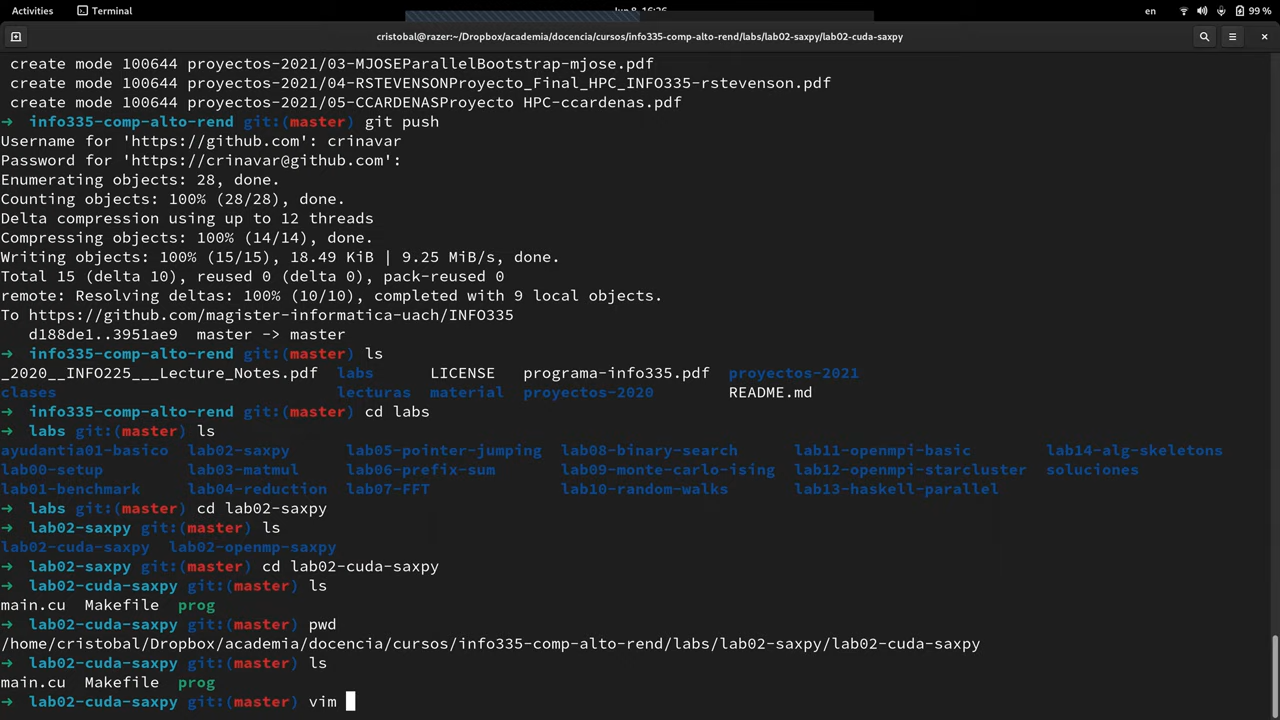 Activities Terminal en 99 %
cristobal@razer:~/Dropbox/academia/docencia/cursos/info335-comp-alto-rend/labs/lab02-saxpy/lab02-cuda-saxpy
create mode 100644 proyectos-2021/03-MJOSEParallelBootstrap-mjose.pdf
create mode 100644 proyectos-2021/04-RSTEVENSONProyecto_Final_HPC_INFO335-rstevenson.pdf
create mode 100644 proyectos-2021/05-CCARDENASProyecto HPC-ccardenas.pdf
→ info335-comp-alto-rend git:(master) git push
Username for 'https://github.com': crinavar
Password for 'https://crinavar@github.com':
Enumerating objects: 28, done.
Counting objects: 100% (28/28), done.
Delta compression using up to 12 threads
Compressing objects: 100% (14/14), done.
Writing objects: 100% (15/15), 18.49 KiB | 9.25 MiB/s, done.
Total 15 (delta 10), reused 0 (delta 0), pack-reused 0
remote: Resolving deltas: 100% (10/10), completed with 9 local objects.
To https://github.com/magister-informatica-uach/INFO335
d188de1..3951ae9 master -> master
→ info335-comp-alto-rend git:(master) ls
_2020__INFO225___Lecture_Notes.pdf labs LICENSE programa-info335.pdf proyectos-2021
clases lecturas material proyectos-2020 README.md
→ info335-comp-alto-rend git:(master) cd labs
→ labs git:(master) ls
ayudantia01-basico lab02-saxpy lab05-pointer-jumping lab08-binary-search lab11-openmpi-basic lab14-alg-skeletons
lab00-setup lab03-matmul lab06-prefix-sum lab09-monte-carlo-ising lab12-openmpi-starcluster soluciones
lab01-benchmark lab04-reduction lab07-FFT lab10-random-walks lab13-haskell-parallel
→ labs git:(master) cd lab02-saxpy
→ lab02-saxpy git:(master) ls
lab02-cuda-saxpy lab02-openmp-saxpy
→ lab02-saxpy git:(master) cd lab02-cuda-saxpy
→ lab02-cuda-saxpy git:(master) ls
main.cu Makefile prog
→ lab02-cuda-saxpy git:(master) pwd
/home/cristobal/Dropbox/academia/docencia/cursos/info335-comp-alto-rend/labs/lab02-saxpy/lab02-cuda-saxpy
→ lab02-cuda-saxpy git:(master) ls
main.cu Makefile prog
→ lab02-cuda-saxpy git:(master) vim